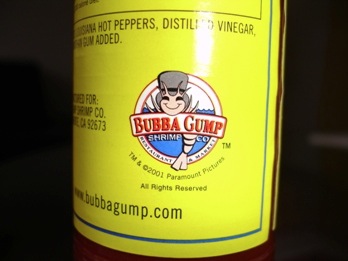 LOUISIANA HOT PEPPERS, DISTILLED VINEGAR,
GUM ADDED.
FOR:
SHRIMP CO.
CA 92673
BUBBA GUMP
SHRIMP CO.
RESTAURANT & MARKET
TM
TM & ©2001 Paramount Pictures
All Rights Reserved
www.bubbagump.com